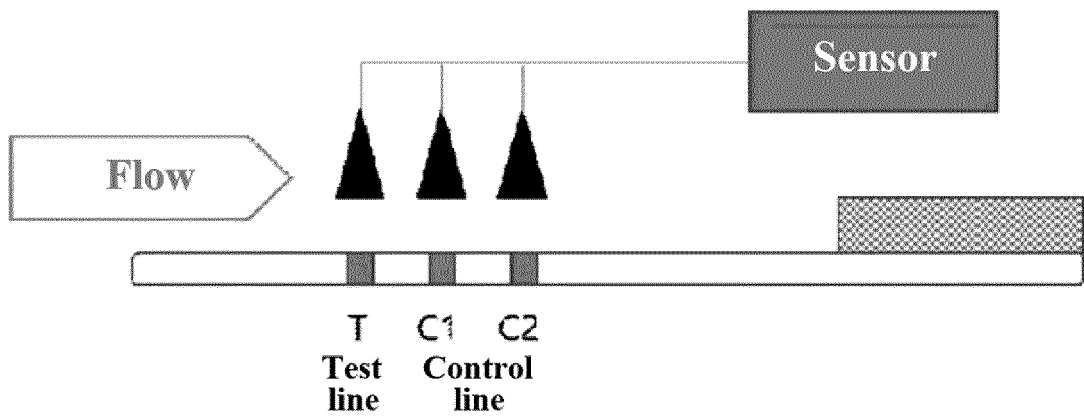 Sensor
Flow
T C1 C2
Test Control
line line